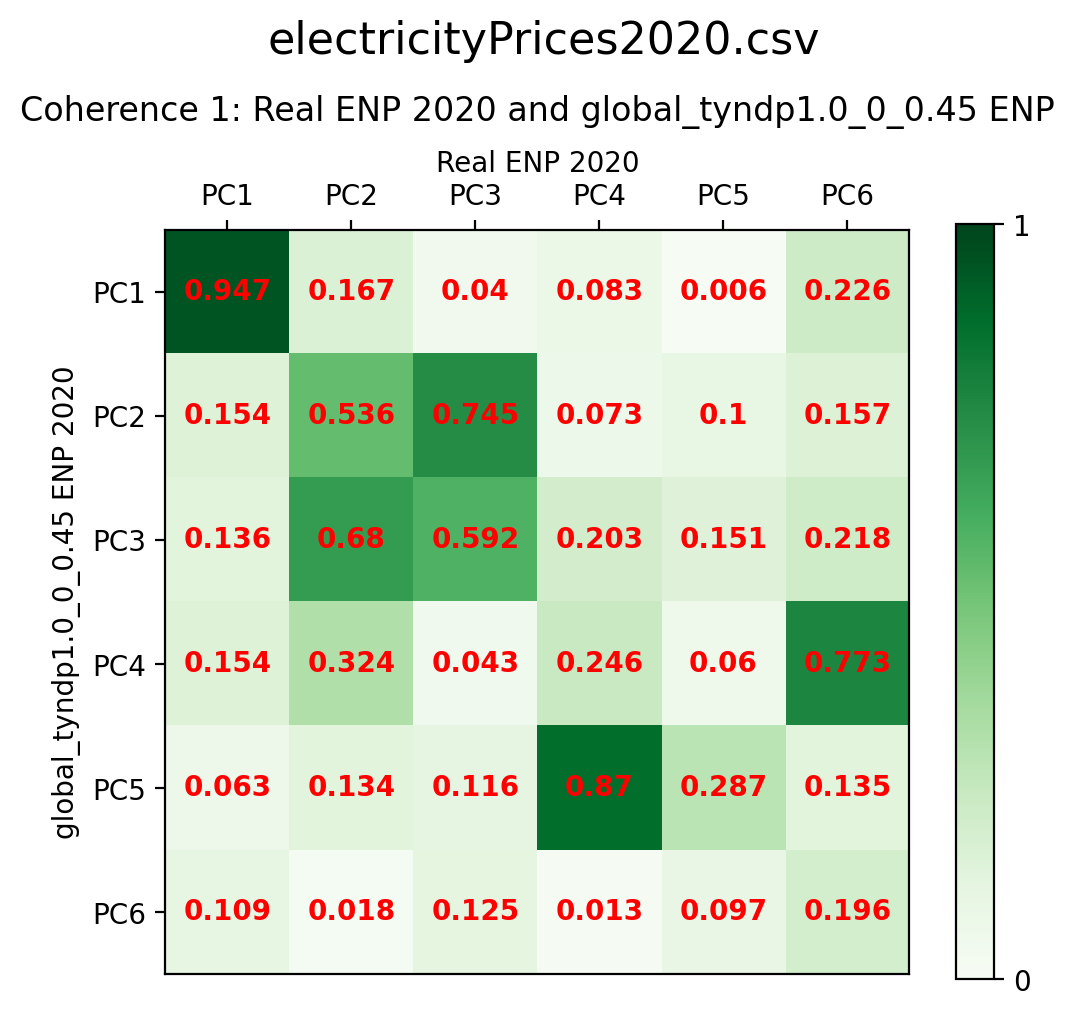 electricityPrices2020.csv
Coherence 1: Real ENP 2020 and global_tyndp1.0_0_0.45 ENP
Real ENP 2020
PC1 PC2 PC3 PC4 PC5 PC6
1
PC1 0.947 0.167 0.04 0.083 0.006 0.226
PC2 0.154 0.536 0.745 0.073 0.1 0.157
PC3 0.136 0.68 0.592 0.203 0.151 0.218
global_tyndp1.0_0_0.45 ENP 2020
PC4 0.154 0.324 0.043 0.246 0.06 0.773
PC5 0.063 0.134 0.116 0.87 0.287 0.135
PC6 0.109 0.018 0.125 0.013 0.097 0.196
0